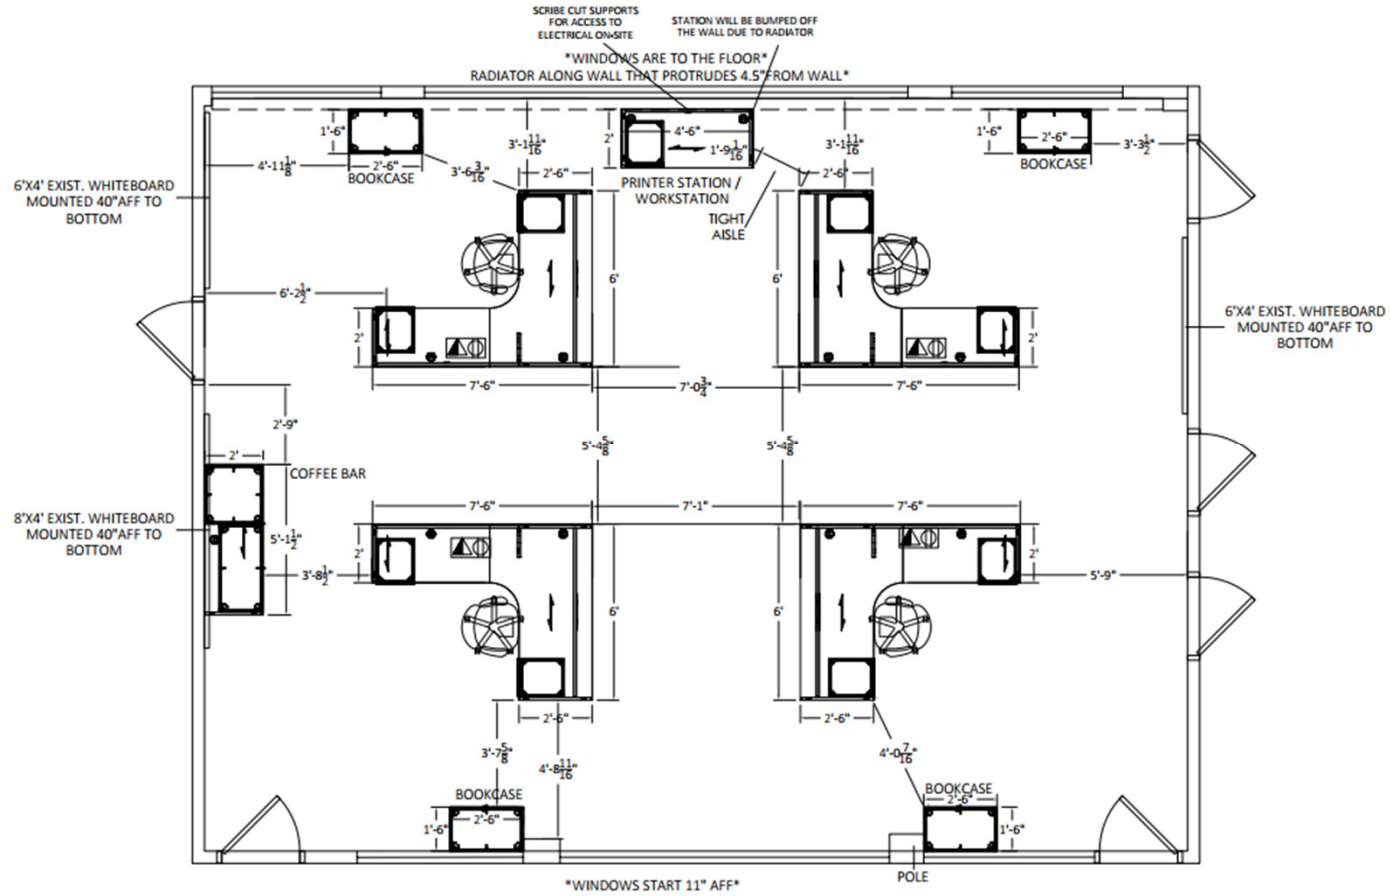 SCRIBE CUT SUPPORTS
FOR ACCESS TO
ELECTRICAL ON-SITE
STATION WILL BE BUMPED OFF
THE WALL DUE TO RADIATOR
*WINDOWS ARE TO THE FLOOR*
RADIATOR ALONG WALL THAT PROTRUDES 4.5"FROM WALL*
1'-6"
2'-6"
BOOKCASE
4'-11 1/8"
3'-6 3/16"
3'-1 11/16"
2'-6"
2'
4'-6"
1'-9 1/16"
PRINTER STATION /
WORKSTATION
TIGHT
AISLE
3'-1 11/16"
2'-6"
1'-6"
2'-6"
BOOKCASE
3'-3 1/2"
6'X4' EXIST. WHITEBOARD
MOUNTED 40"AFF TO
BOTTOM
6'
6'
6'-2 1/2"
2'
2'
6'X4' EXIST. WHITEBOARD
MOUNTED 40"AFF TO
BOTTOM
7'-6"
7'-0 3/4"
7'-6"
2'-9"
5'-4 5/8"
5'-4 5/8"
2'
COFFEE BAR
8'X4' EXIST. WHITEBOARD
MOUNTED 40"AFF TO
BOTTOM
5'-1 1/2"
7'-6"
7'-1"
7'-6"
2'
2'
3'-8 1/2"
5'-9"
6'
6'
2'-6"
2'-6"
3'-7 5/8"
4'-8 11/16"
4'-0 7/16"
BOOKCASE
2'-6"
1'-6"
BOOKCASE
2'-6"
1'-6"
POLE
*WINDOWS START 11" AFF*